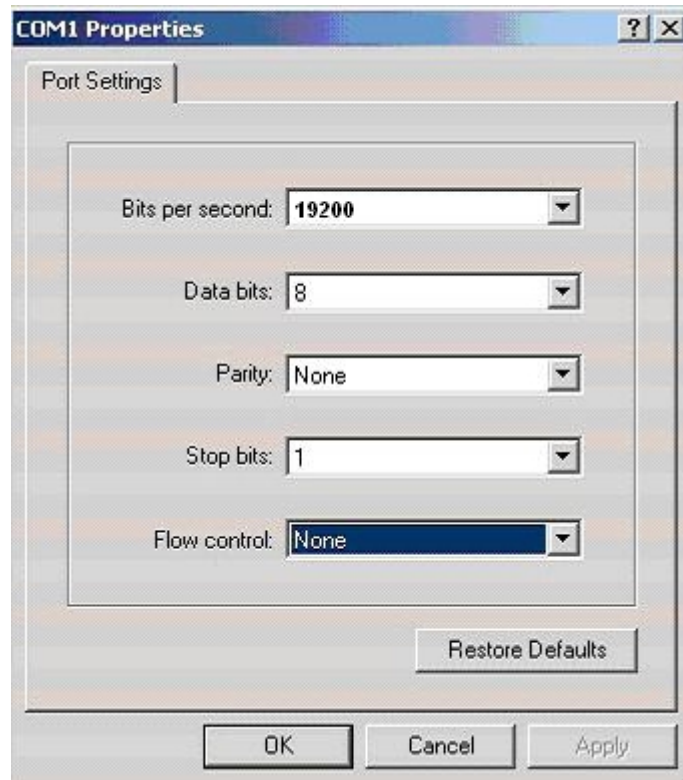 COM1 Properties
Port Settings
Bits per second: 19200
Data bits: 8
Parity: None
Stop bits: 1
Flow control: None
Restore Defaults
OK Cancel Apply